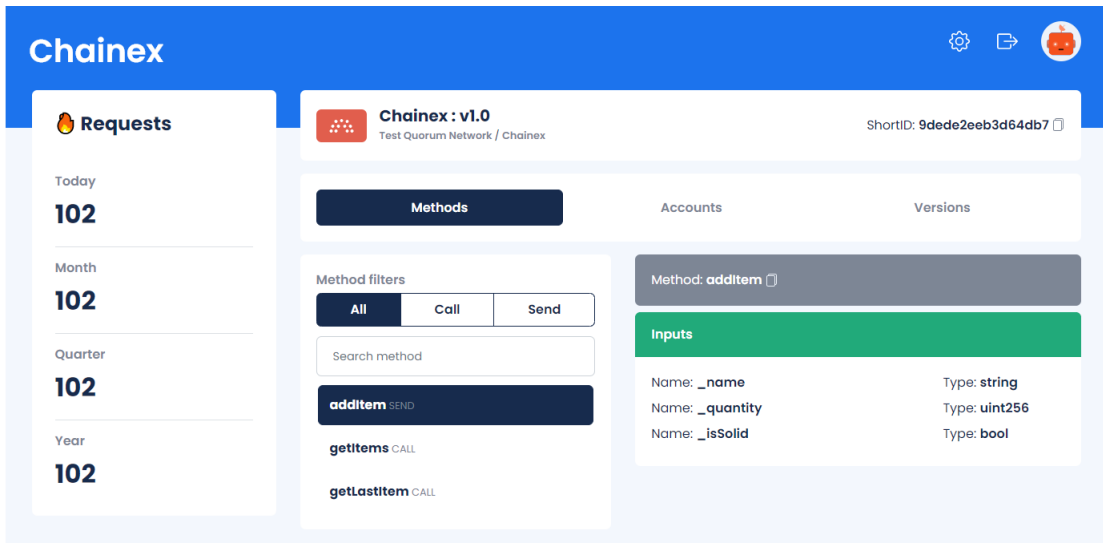 Chainex
Requests
Today
102
Month
102
Quarter
102
Year
102
Chainex : v1.0
Test Quorum Network / Chainex
ShortID: 9dede2eeb3d64db7
Methods
Accounts
Versions
Method filters
All
Call
Send
Search method
addItem SEND
getItems CALL
getLastItem CALL
Method: addItem
Inputs
Name: _name Type: string
Name: _quantity Type: uint256
Name: _isSolid Type: bool